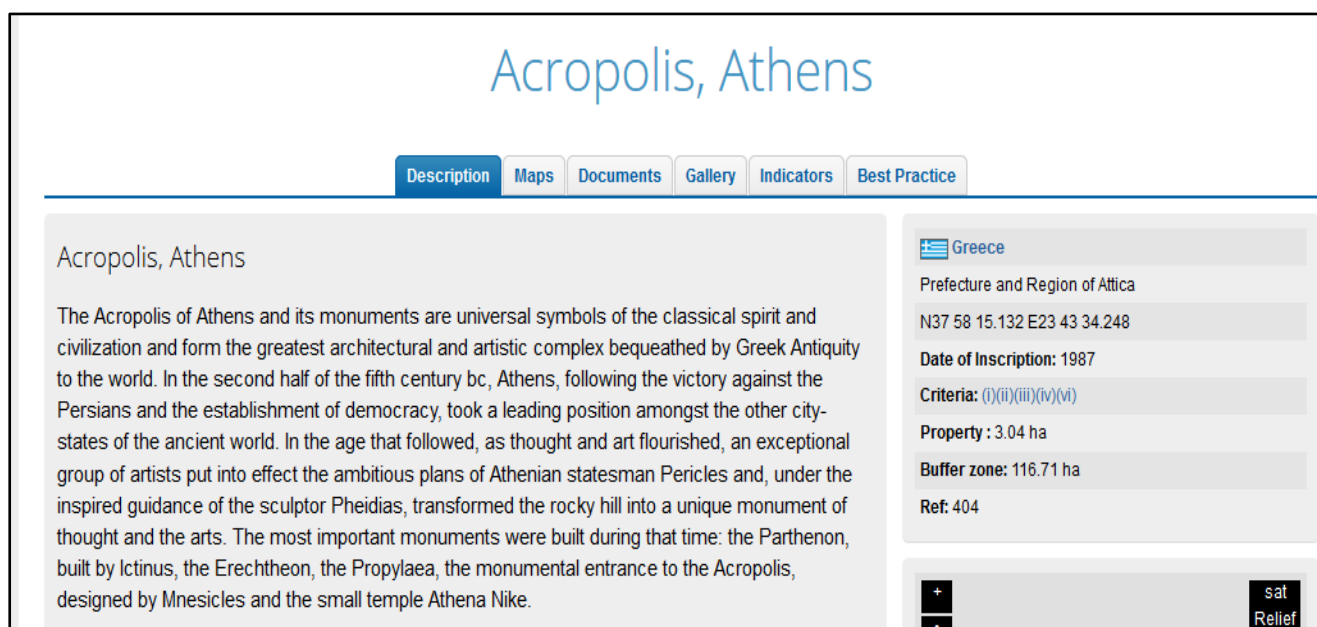 Acropolis, Athens
Description Maps Documents Gallery Indicators Best Practice
Acropolis, Athens
The Acropolis of Athens and its monuments are universal symbols of the classical spirit and
civilization and form the greatest architectural and artistic complex bequeathed by Greek Antiquity
to the world. In the second half of the fifth century bc, Athens, following the victory against the
Persians and the establishment of democracy, took a leading position amongst the other city-
states of the ancient world. In the age that followed, as thought and art flourished, an exceptional
group of artists put into effect the ambitious plans of Athenian statesman Pericles and, under the
inspired guidance of the sculptor Pheidias, transformed the rocky hill into a unique monument of
thought and the arts. The most important monuments were built during that time: the Parthenon,
built by Ictinus, the Erechtheon, the Propylaea, the monumental entrance to the Acropolis,
designed by Mnesicles and the small temple Athena Nike.
Greece
Prefecture and Region of Attica
N37 58 15.132 E23 43 34.248
Date of Inscription: 1987
Criteria: (i)(ii)(iii)(iv)(vi)
Property : 3.04 ha
Buffer zone: 116.71 ha
Ref: 404
+
sat
Relief